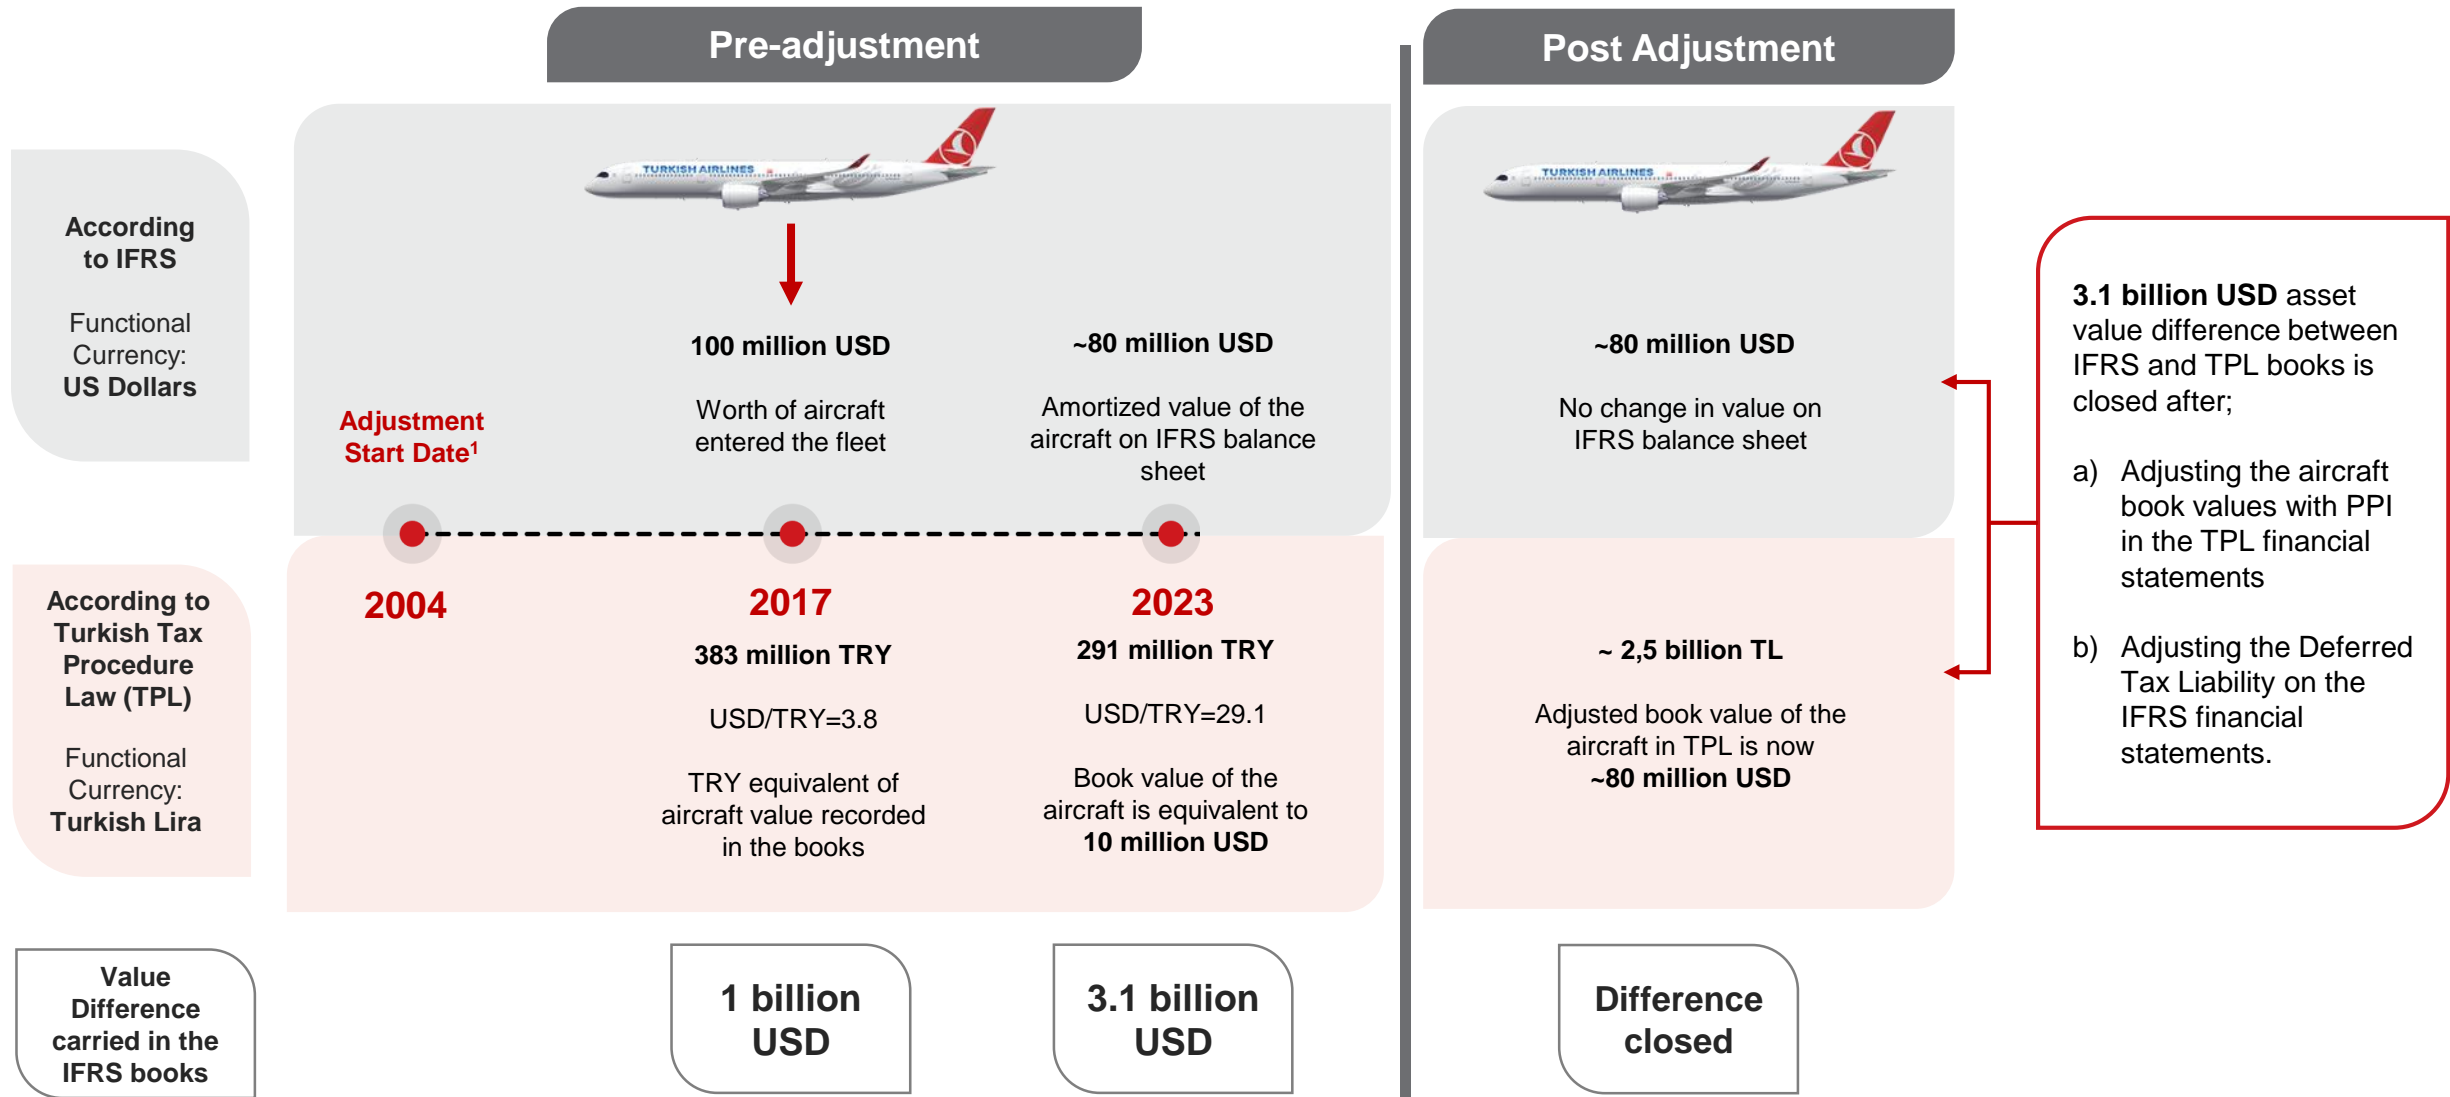 Pre-adjustment
Post Adjustment
TURKISH AIRLINES
TURKISH AIRLINES
According
to IFRS
Functional
Currency:
US Dollars
Adjustment
Start Date¹
100 million USD
Worth of aircraft
entered the fleet
~80 million USD
Amortized value of the
aircraft on IFRS balance
sheet
~80 million USD
No change in value on
IFRS balance sheet
According to
Turkish Tax
Procedure
Law (TPL)
Functional
Currency:
Turkish Lira
2004
2017
383 million TRY
USD/TRY=3.8
TRY equivalent of
aircraft value recorded
in the books
2023
291 million TRY
USD/TRY=29.1
Book value of the
aircraft is equivalent to
10 million USD
~ 2,5 billion TL
Adjusted book value of the
aircraft in TPL is now
~80 million USD
3.1 billion USD asset
value difference between
IFRS and TPL books is
closed after;
a) Adjusting the aircraft
book values with PPI
in the TPL financial
statements
b) Adjusting the Deferred
Tax Liability on the
IFRS financial
statements.
Value
Difference
carried in the
IFRS books
1 billion
USD
3.1 billion
USD
Difference
closed